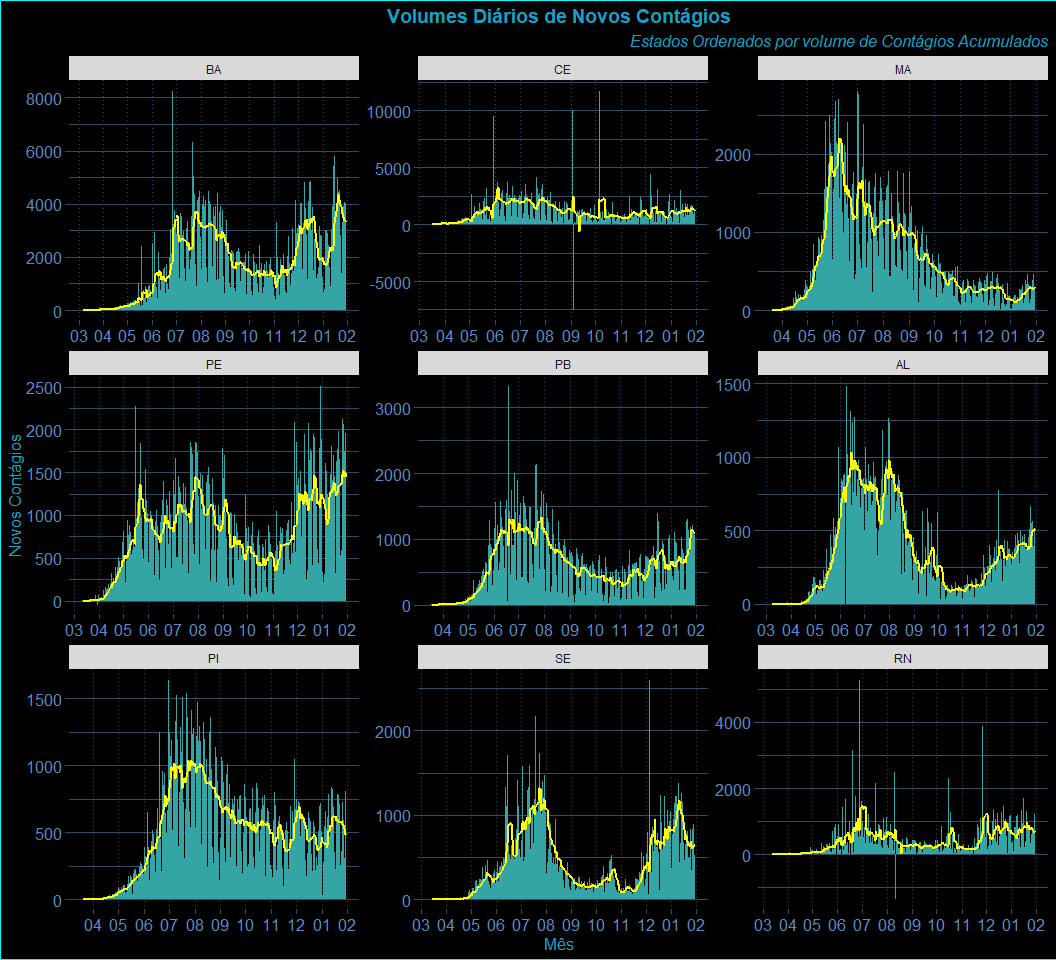 Volumes Diários de Novos Contágios
Estados Ordenados por volume de Contágios Acumulados
BA
CE
MA
8000
6000
4000
2000
0
10000
5000
0
-5000
2000
1000
0
03 04 05 06 07 08 09 10 11 12 01 02
03 04 05 06 07 08 09 10 11 12 01 02
04 05 06 07 08 09 10 11 12 01 02
PE
PB
AL
Novos Contágios
2500
2000
1500
1000
500
0
3000
2000
1000
0
1500
1000
500
0
03 04 05 06 07 08 09 10 11 12 01 02
04 05 06 07 08 09 10 11 12 01 02
03 04 05 06 07 08 09 10 11 12 01 02
PI
SE
RN
1500
1000
500
0
2000
1000
0
4000
2000
0
04 05 06 07 08 09 10 11 12 01 02
03 04 05 06 07 08 09 10 11 12 01 02
03 04 05 06 07 08 09 10 11 12 01 02
Mês